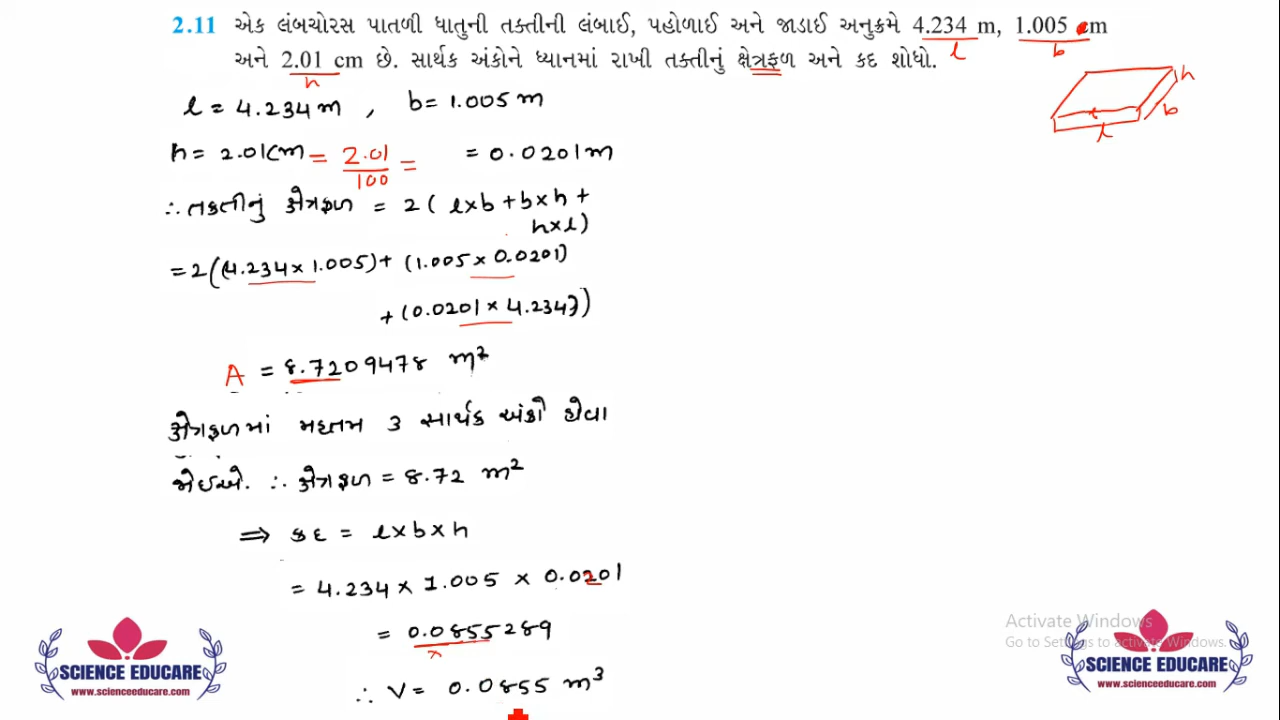 2.11 એક લંબચોરસ પાતળી ધાતુની તક્તીની લંબાઈ, પહોળાઈ અને જાડાઈ અનુક્રમે 4.234 m, 1.005 cm
l b
અને 2.01 cm છે. સાર્થક અંકોને ધ્યાનમાં રાખી તક્તીનું ક્ષેત્રફળ અને કદ શોધો.
h
h
b
t
l
l = 4.234 m , b = 1.005 m
h = 2.01 cm = 2.01/100 = = 0.0201 m
∴ તકતીનું ક્ષેત્રફળ = 2 ( l×b + b×h +
h×l)
= 2 ((4.234 × 1.005) + (1.005 × 0.0201)
+ (0.0201 × 4.234))
A = 8.7209478 m²
ક્ષેત્રફળમાં મહત્તમ 3 સાર્થક અંકો હોવા
જોઈએ. ∴ ક્ષેત્રફળ = 8.72 m²
⇒ કદ = l×b×h
= 4.234 × 1.005 × 0.0201
= 0.0855289
×
∴ V = 0.0855 m³
Activate Windows
Go to Settings to activate Windows.
SCIENCE EDUCARE
www.scienceeducare.com
SCIENCE EDUCARE
www.scienceeducare.com